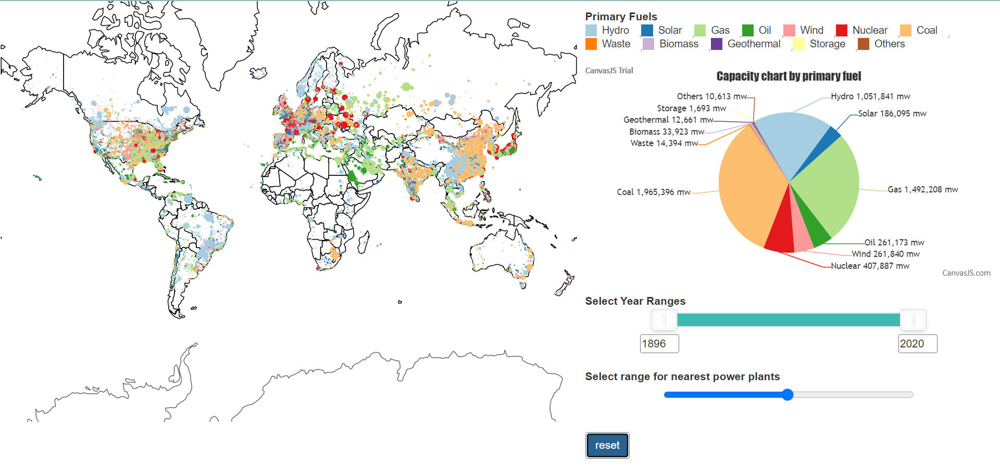 Primary Fuels
Hydro , Solar , Gas , Oil , Wind , Nuclear , Coal ,
Waste , Biomass , Geothermal , Storage , Others
CanvasJS Trial
Capacity chart by primary fuel
Others 10,613 mw
Hydro 1,051,841 mw
Storage 1,693 mw
Solar 186,095 mw
Geothermal 12,661 mw
Biomass 33,923 mw
Waste 14,394 mw
Gas 1,492,208 mw
Coal 1,965,396 mw
Oil 261,173 mw
Wind 261,840 mw
Nuclear 407,887 mw
CanvasJS.com
Select Year Ranges
1896 2020
Select range for nearest power plants
reset